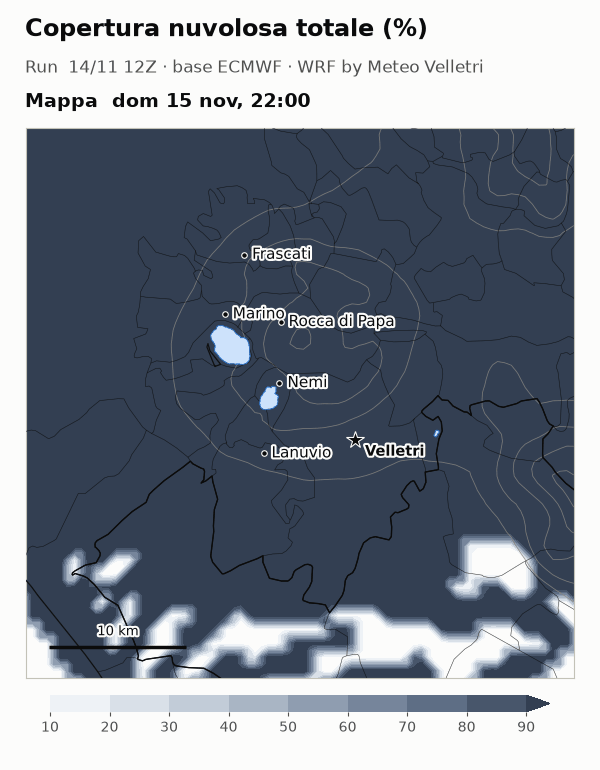 Copertura nuvolosa totale (%)
Run  14/11 12Z · base ECMWF · WRF by Meteo Velletri
Mappa  dom 15 nov, 22:00
Frascati
Marino
Rocca di Papa
Nemi
Velletri
Lanuvio
10 km
10 20 30 40 50 60 70 80 90